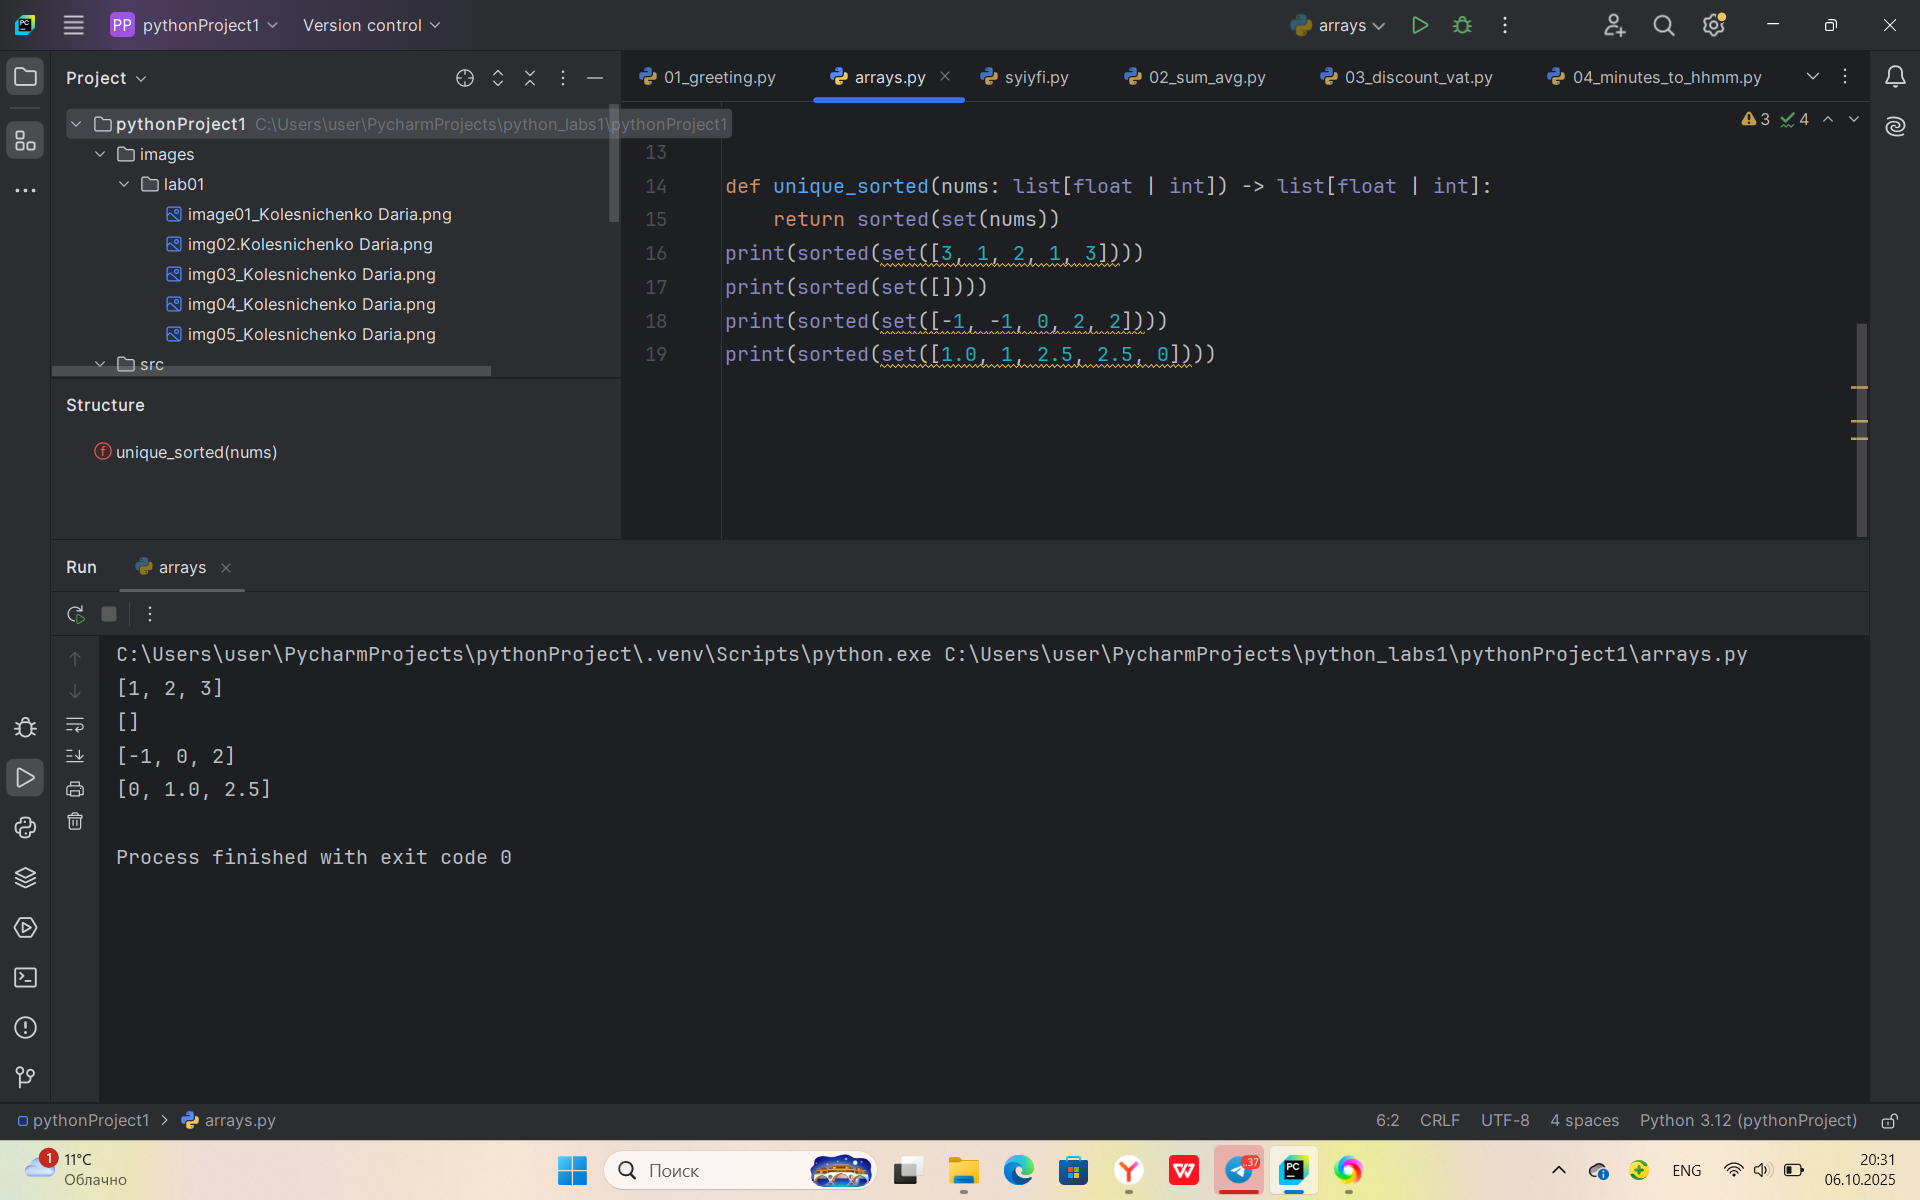 PP pythonProject1 Version control arrays
Project
01_greeting.py arrays.py syiyfi.py 02_sum_avg.py 03_discount_vat.py 04_minutes_to_hhmm.py
pythonProject1 C:\Users\user\PycharmProjects\python_labs1\pythonProject1
images
lab01
image01_Kolesnichenko Daria.png
img02.Kolesnichenko Daria.png
img03_Kolesnichenko Daria.png
img04_Kolesnichenko Daria.png
img05_Kolesnichenko Daria.png
src
3 4
13
14 def unique_sorted(nums: list[float | int]) -> list[float | int]:
15 return sorted(set(nums))
16 print(sorted(set([3, 1, 2, 1, 3])))
17 print(sorted(set([])))
18 print(sorted(set([-1, -1, 0, 2, 2])))
19 print(sorted(set([1.0, 1, 2.5, 2.5, 0])))
Structure
f unique_sorted(nums)
Run arrays
C:\Users\user\PycharmProjects\pythonProject\.venv\Scripts\python.exe C:\Users\user\PycharmProjects\python_labs1\pythonProject1\arrays.py
[1, 2, 3]
[]
[-1, 0, 2]
[0, 1.0, 2.5]
Process finished with exit code 0
pythonProject1 > arrays.py 6:2 CRLF UTF-8 4 spaces Python 3.12 (pythonProject)
1 11°C
Облачно
Поиск
37
PC
ENG
20:31
06.10.2025